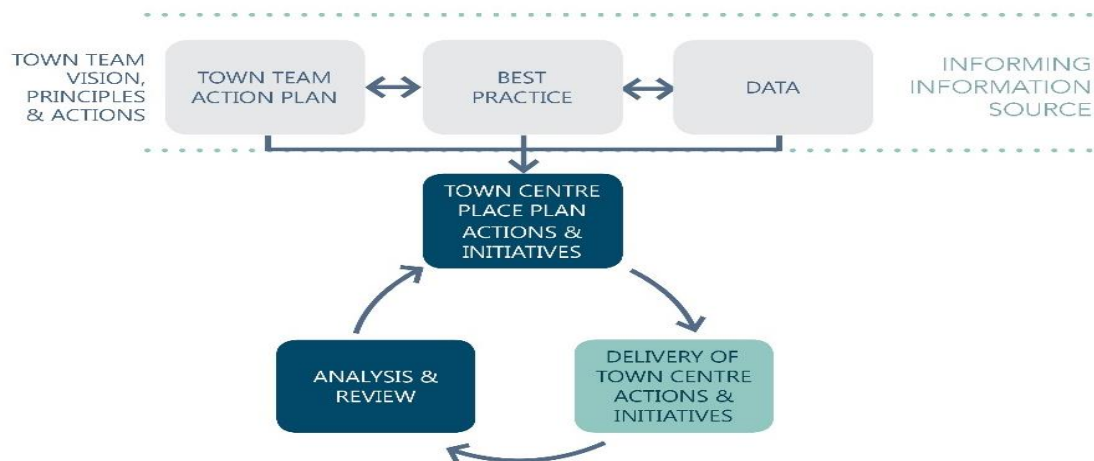 TOWN TEAM
VISION,
PRINCIPLES
& ACTIONS
TOWN TEAM
ACTION PLAN
BEST
PRACTICE
DATA
INFORMING
INFORMATION
SOURCE
TOWN CENTRE
PLACE PLAN
ACTIONS &
INITIATIVES
ANALYSIS &
REVIEW
DELIVERY OF
TOWN CENTRE
ACTIONS &
INITIATIVES